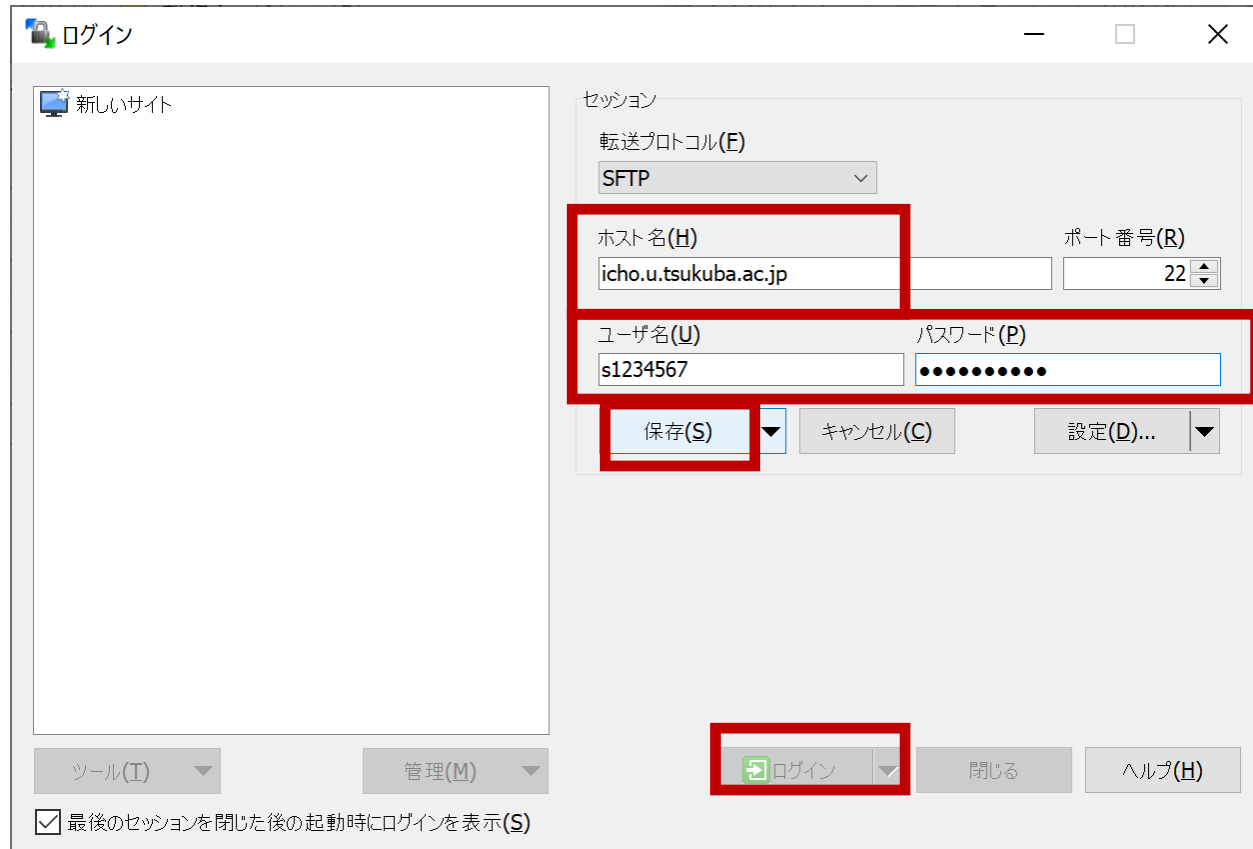 ログイン
新しいサイト
セッション
転送プロトコル(F)
SFTP
ホスト名(H) ポート番号(R)
icho.u.tsukuba.ac.jp 22
ユーザ名(U) パスワード(P)
s1234567 ●●●●●●●●●●
保存(S) キャンセル(C) 設定(D)...
ツール(T) 管理(M) ログイン 閉じる ヘルプ(H)
最後のセッションを閉じた後の起動時にログインを表示(S)